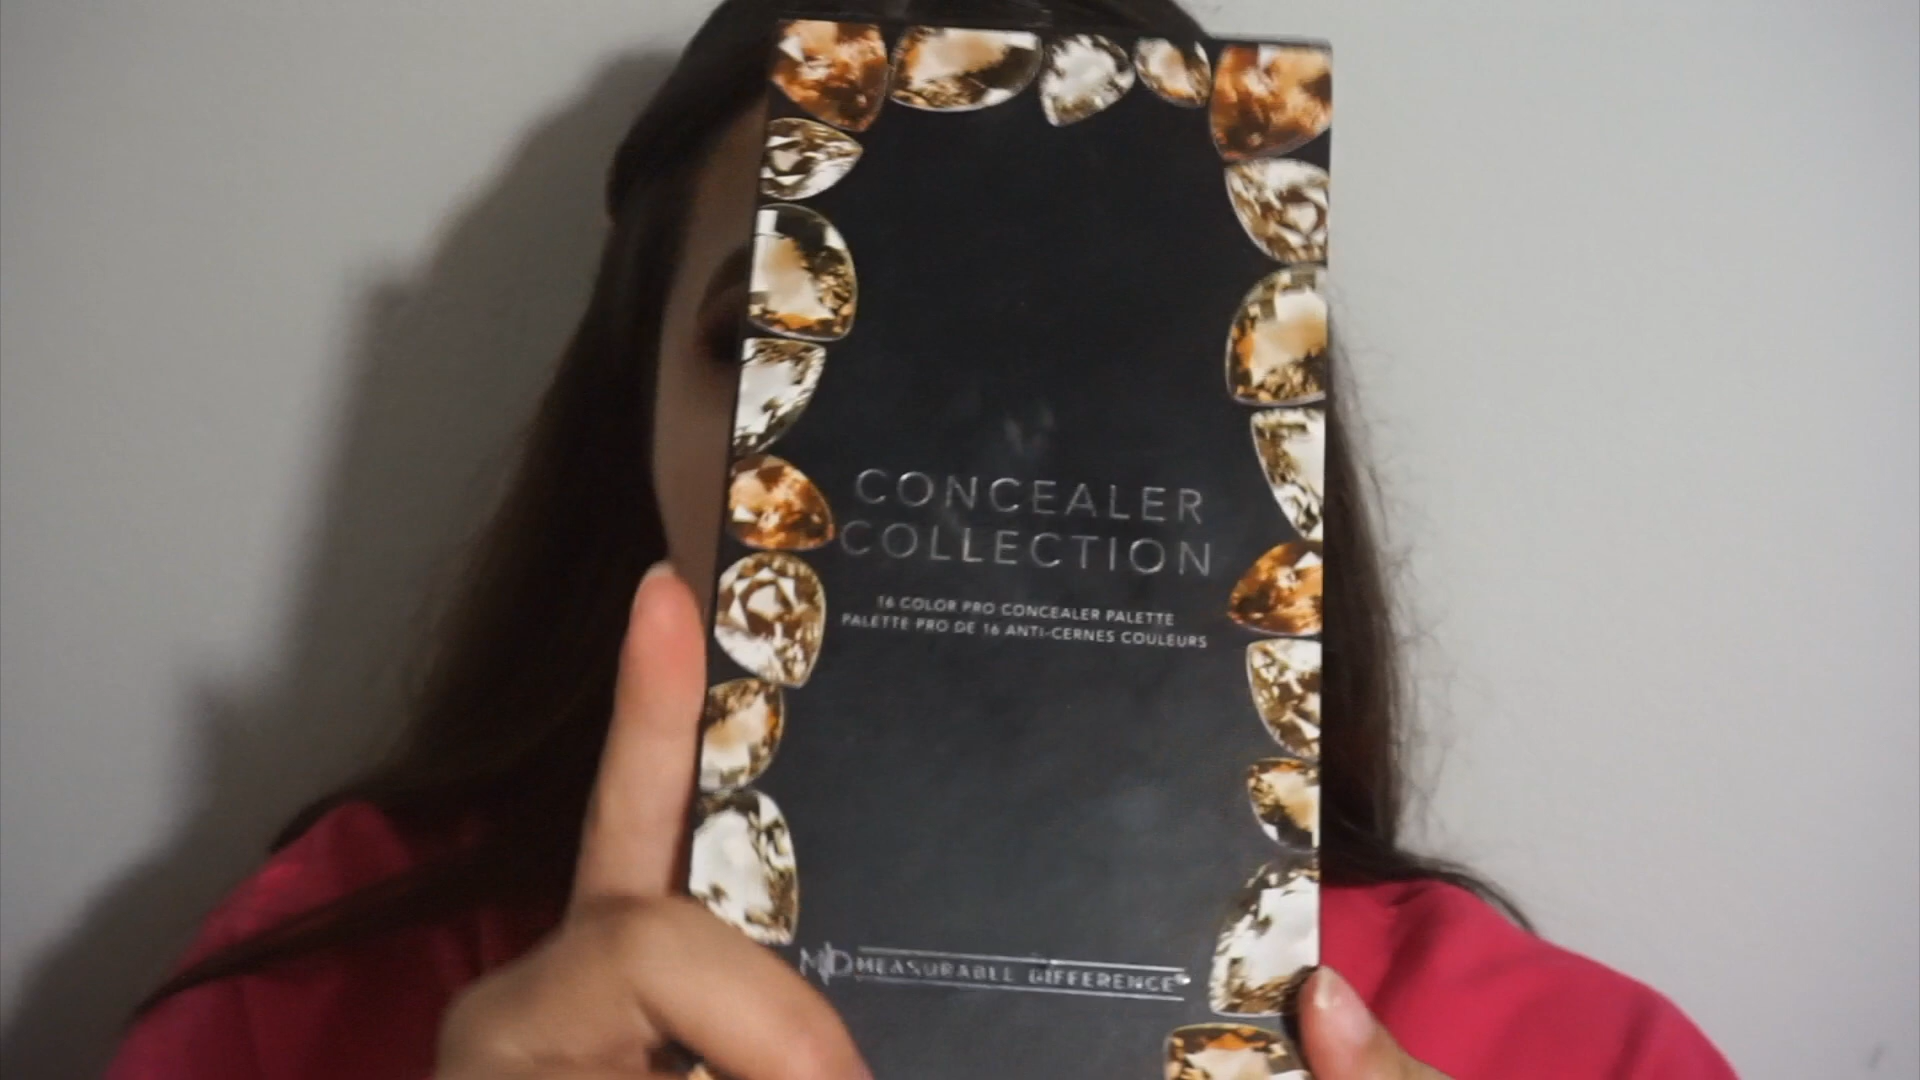 CONCEALER
COLLECTION
16 COLOR PRO CONCEALER PALETTE
PALETTE PRO DE 16 ANTI-CERNES COULEURS
MD MEASURABLE DIFFERENCE